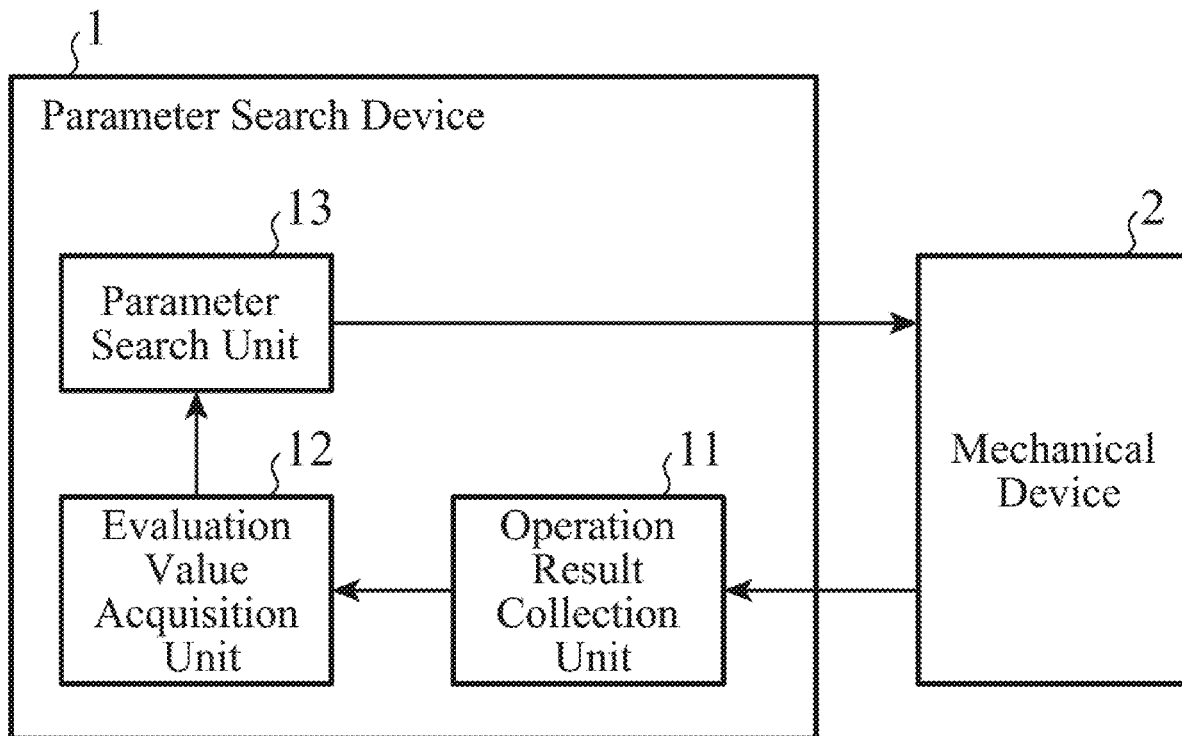 1
Parameter Search Device
13
2
Parameter
Search Unit
12
11
Mechanical
Device
Evaluation
Value
Acquisition
Unit
Operation
Result
Collection
Unit